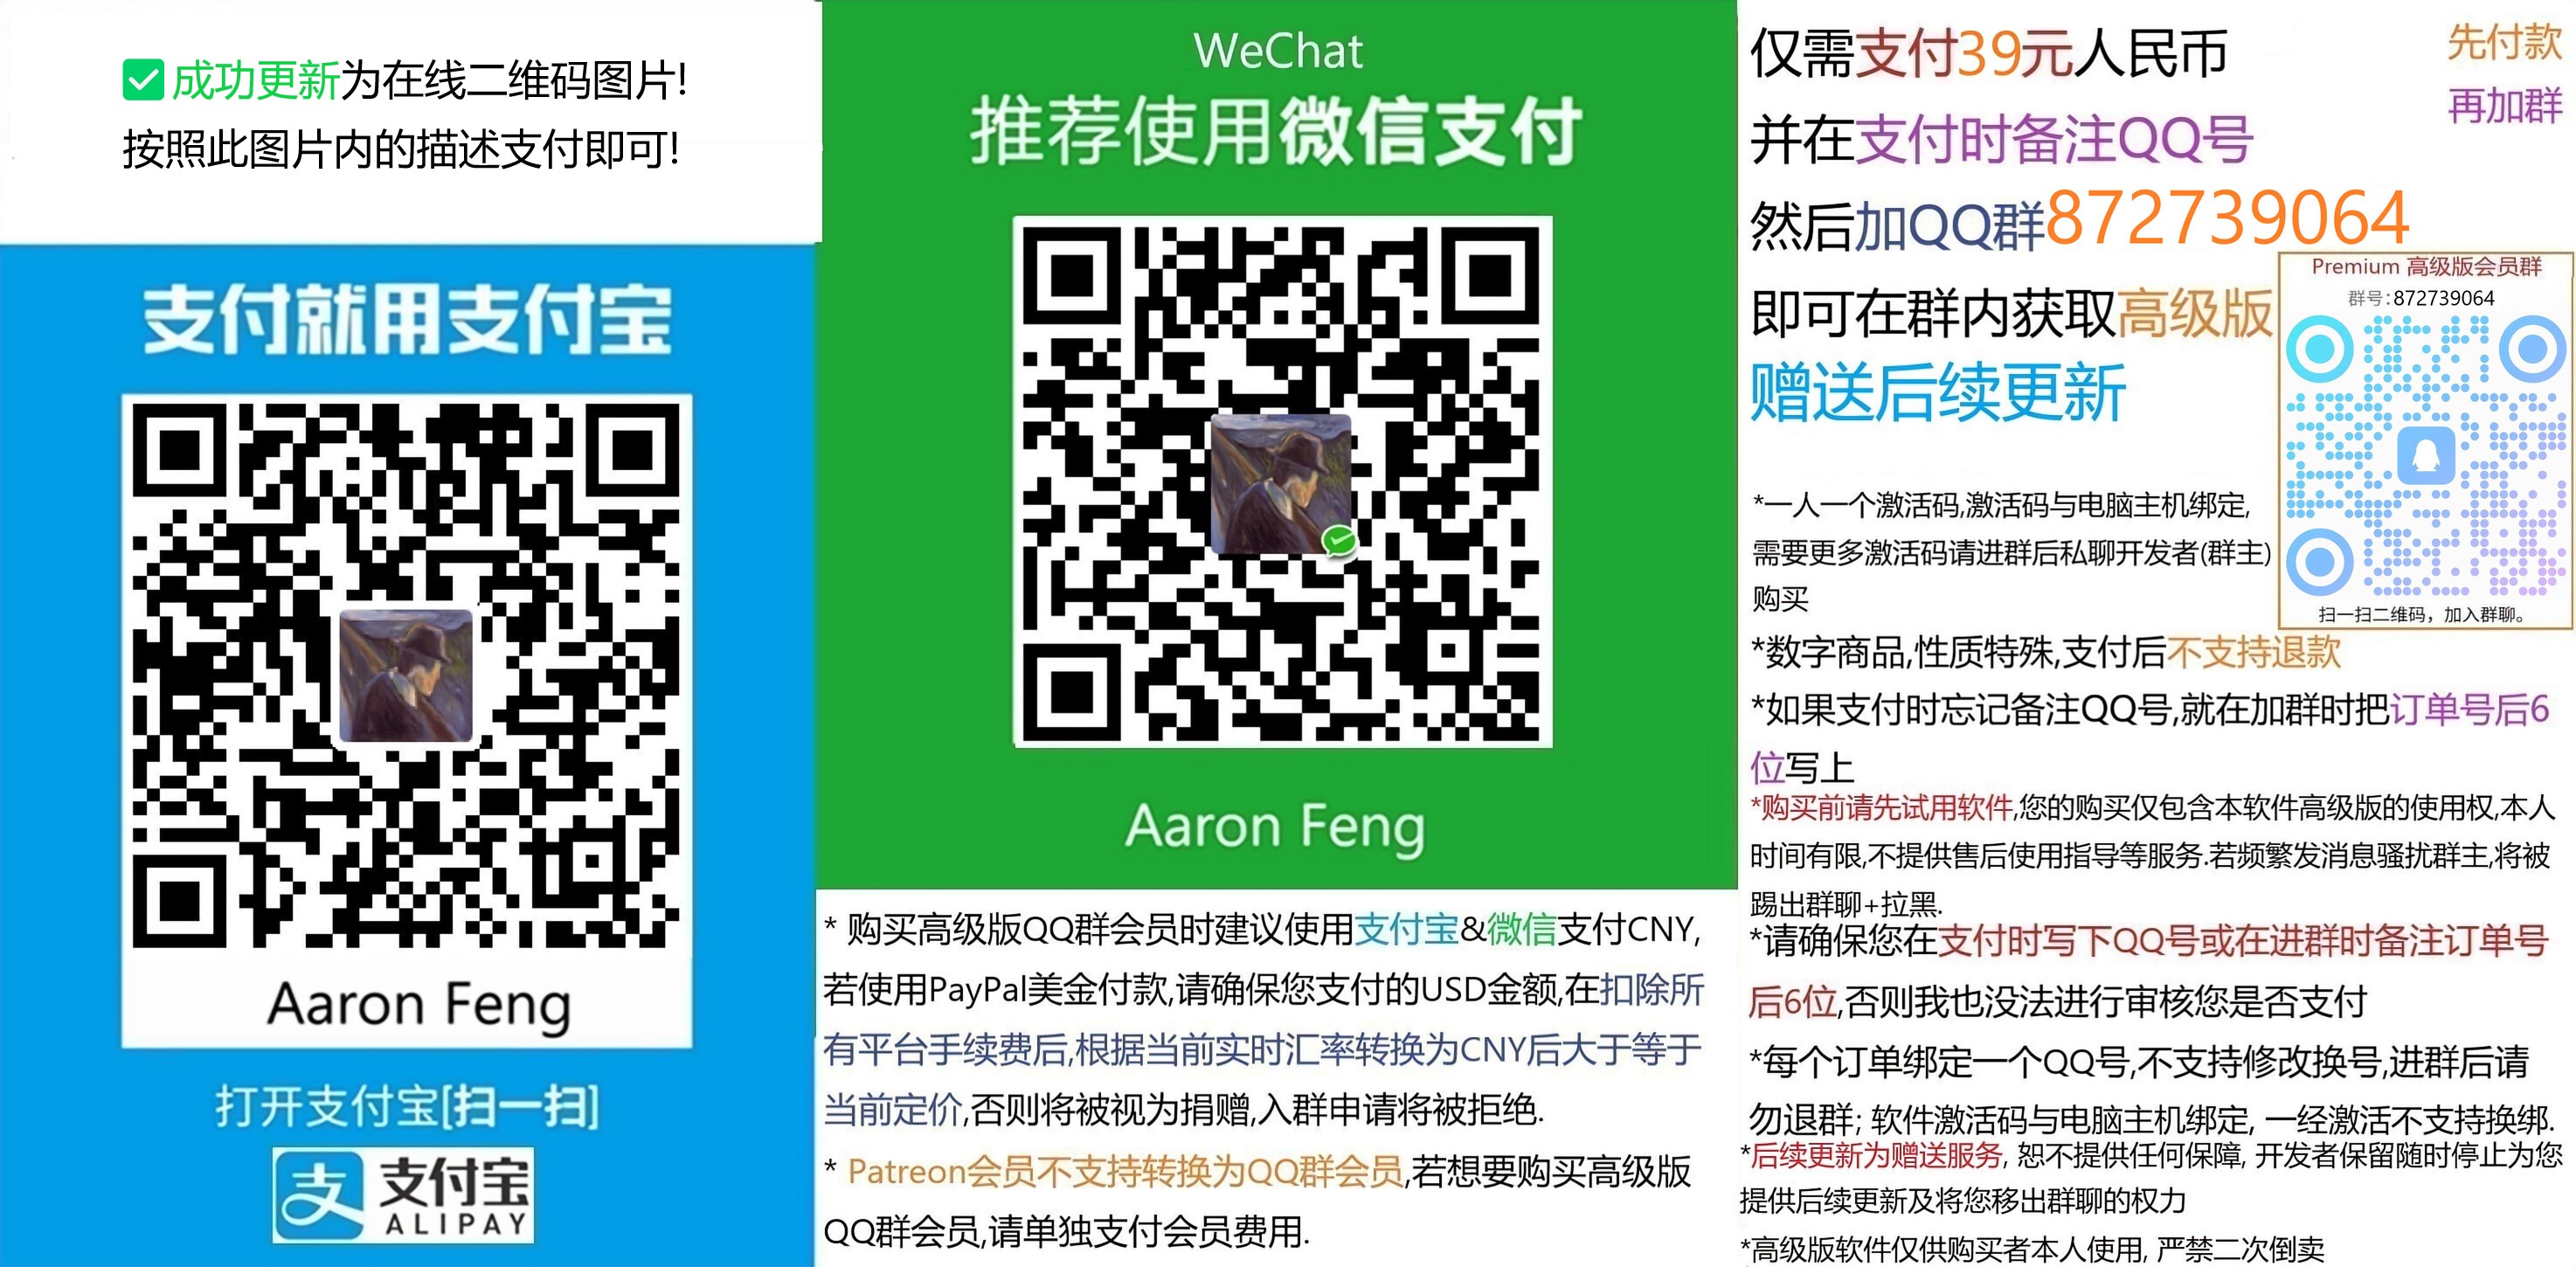 成功更新为在线二维码图片!
按照此图片内的描述支付即可!
支付就用支付宝
Aaron Feng
打开支付宝[扫一扫]
支付宝
ALIPAY
WeChat
推荐使用微信支付
Aaron Feng
* 购买高级版QQ群会员时建议使用支付宝&微信支付CNY,
若使用PayPal美金付款,请确保您支付的USD金额,在扣除所
有平台手续费后,根据当前实时汇率转换为CNY后大于等于
当前定价,否则将被视为捐赠,入群申请将被拒绝.
* Patreon会员不支持转换为QQ群会员,若想要购买高级版
QQ群会员,请单独支付会员费用.
仅需支付39元人民币
先付款
再加群
并在支付时备注QQ号
然后加QQ群872739064
即可在群内获取高级版
赠送后续更新
Premium 高级版会员群
群号:872739064
扫一扫二维码，加入群聊。
*一人一个激活码,激活码与电脑主机绑定,
需要更多激活码请进群后私聊开发者(群主)
购买
*数字商品,性质特殊,支付后不支持退款
*如果支付时忘记备注QQ号,就在加群时把订单号后6
位写上
*购买前请先试用软件,您的购买仅包含本软件高级版的使用权,本人
时间有限,不提供售后使用指导等服务.若频繁发消息骚扰群主,将被
踢出群聊+拉黑.
*请确保您在支付时写下QQ号或在进群时备注订单号
后6位,否则我也没法进行审核您是否支付
*每个订单绑定一个QQ号,不支持修改换号,进群后请
勿退群; 软件激活码与电脑主机绑定, 一经激活不支持换绑.
*后续更新为赠送服务, 恕不提供任何保障, 开发者保留随时停止为您
提供后续更新及将您移出群聊的权力
*高级版软件仅供购买者本人使用, 严禁二次倒卖